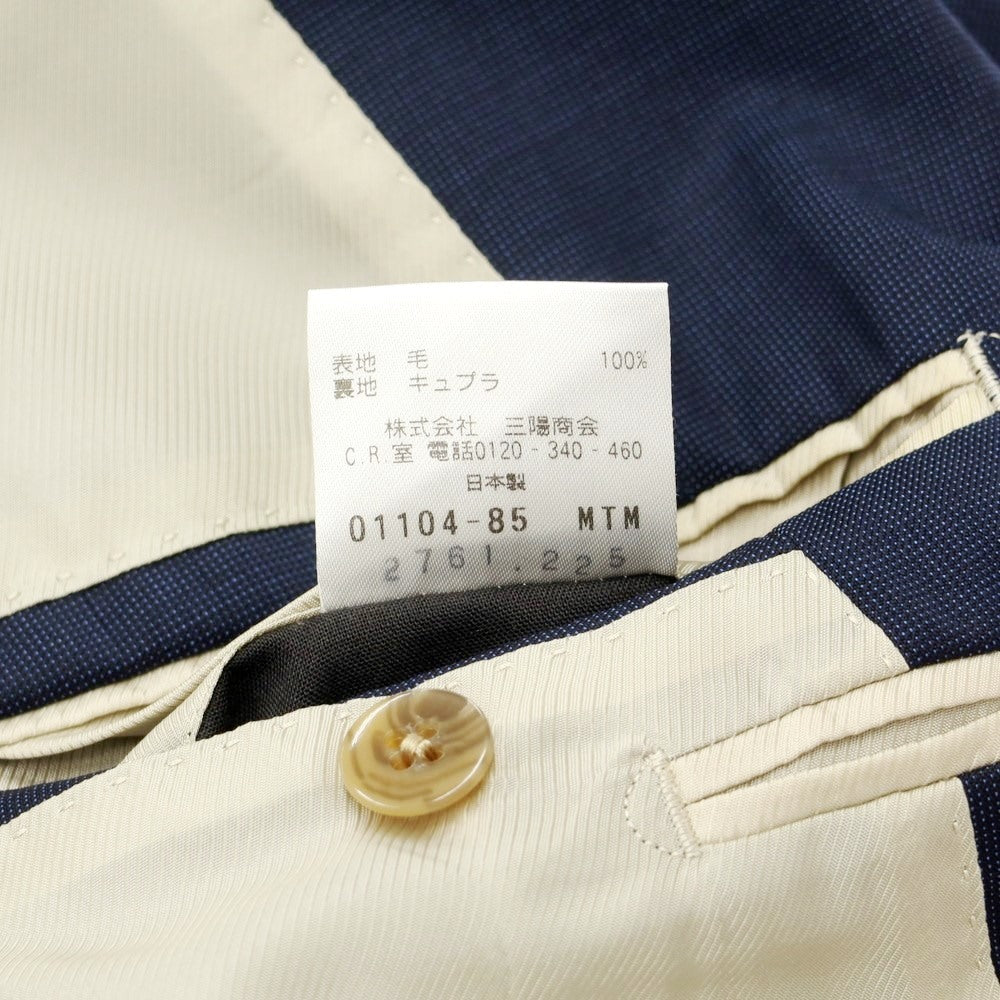 表地 毛 100%
裏地 キュプラ
株式会社 三陽商会
C.R.室 電話0120-340-460
日本製
01104-85 MTM
2761.225